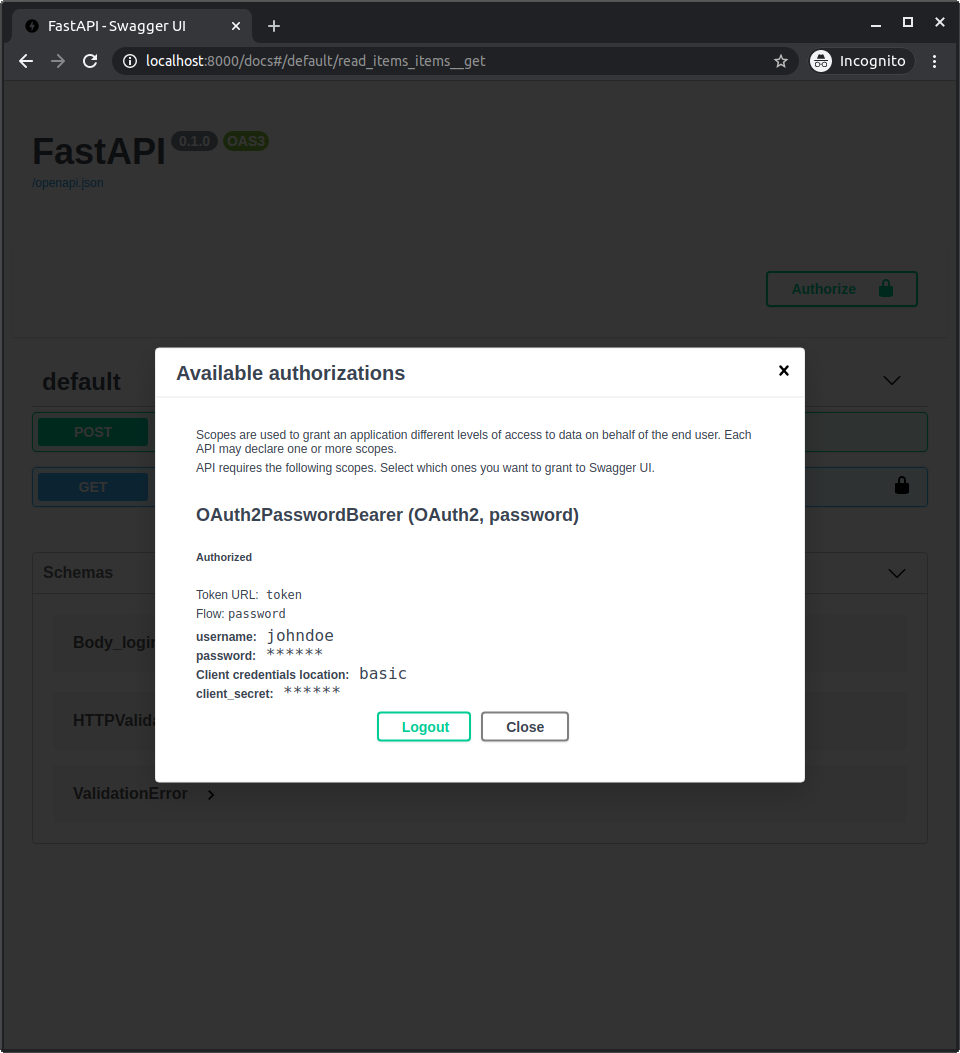 FastAPI - Swagger UI
localhost:8000/docs#/default/read_items_items__get
Incognito
FastAPI 0.1.0 OAS3
/openapi.json
Authorize
default
POST
GET
Available authorizations
Scopes are used to grant an application different levels of access to data on behalf of the end user. Each
API may declare one or more scopes.
API requires the following scopes. Select which ones you want to grant to Swagger UI.
OAuth2PasswordBearer (OAuth2, password)
Authorized
Token URL: token
Flow: password
username: johndoe
password: ******
Client credentials location: basic
client_secret: ******
Logout
Close
Schemas
Body_login
HTTPValida
ValidationError